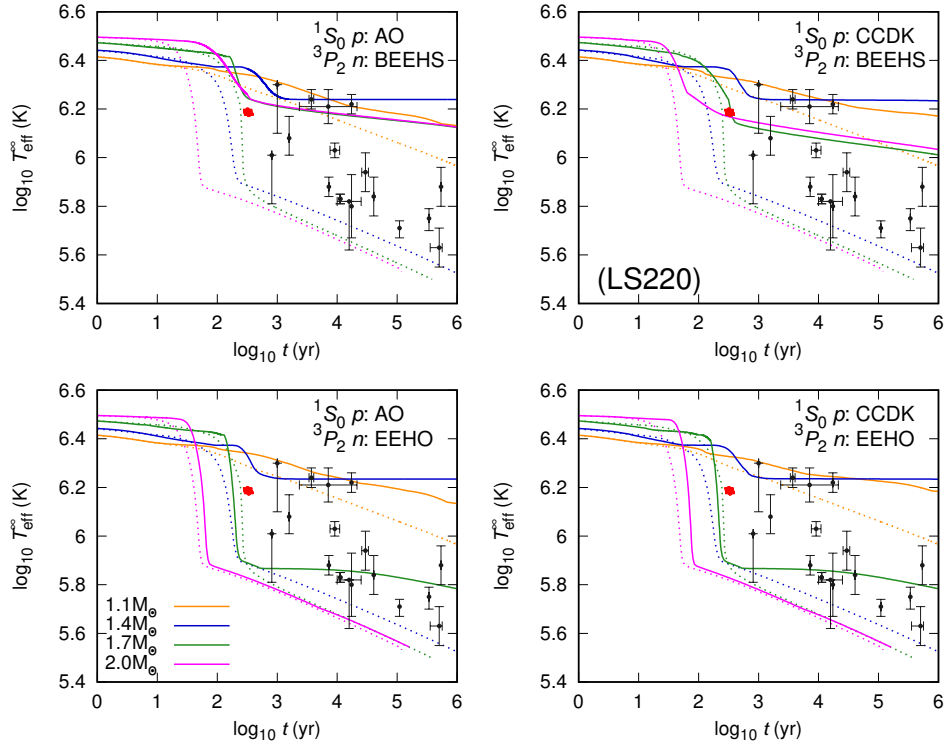 ¹S₀ p: AO
³P₂ n: BEEHS
log₁₀ T∞eff (K)
6.6
6.4
6.2
6
5.8
5.6
5.4
0 1 2 3 4 5 6
log₁₀ t (yr)
¹S₀ p: CCDK
³P₂ n: BEEHS
(LS220)
log₁₀ T∞eff (K)
6.6
6.4
6.2
6
5.8
5.6
5.4
0 1 2 3 4 5 6
log₁₀ t (yr)
¹S₀ p: AO
³P₂ n: EEHO
log₁₀ T∞eff (K)
6.6
6.4
6.2
6
5.8
5.6
5.4
1.1M⊙
1.4M⊙
1.7M⊙
2.0M⊙
0 1 2 3 4 5 6
log₁₀ t (yr)
¹S₀ p: CCDK
³P₂ n: EEHO
log₁₀ T∞eff (K)
6.6
6.4
6.2
6
5.8
5.6
5.4
0 1 2 3 4 5 6
log₁₀ t (yr)